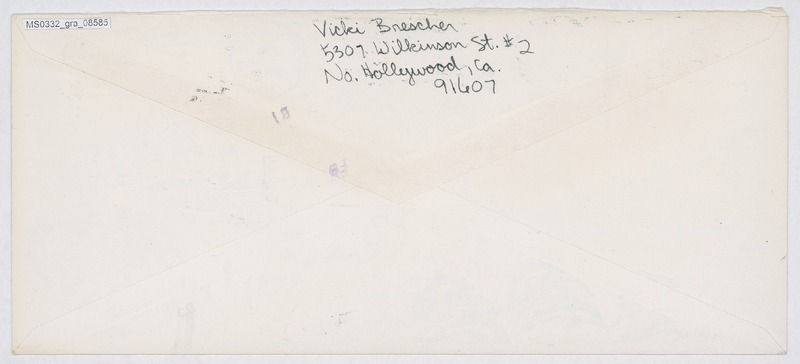 MS0332_gra_08585
Vicki Brescher
5307 Wilkinson St. #2
No. Hollywood, Ca.
91607